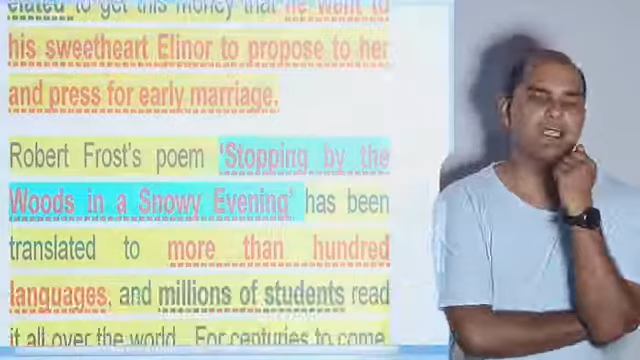 elated to get this money that he went to
his sweetheart Elinor to propose to her
and press for early marriage.
Robert Frost's poem 'Stopping by the
Woods in a Snowy Evening' has been
translated to more than hundred
languages, and millions of students read
it all over the world. For centuries to come